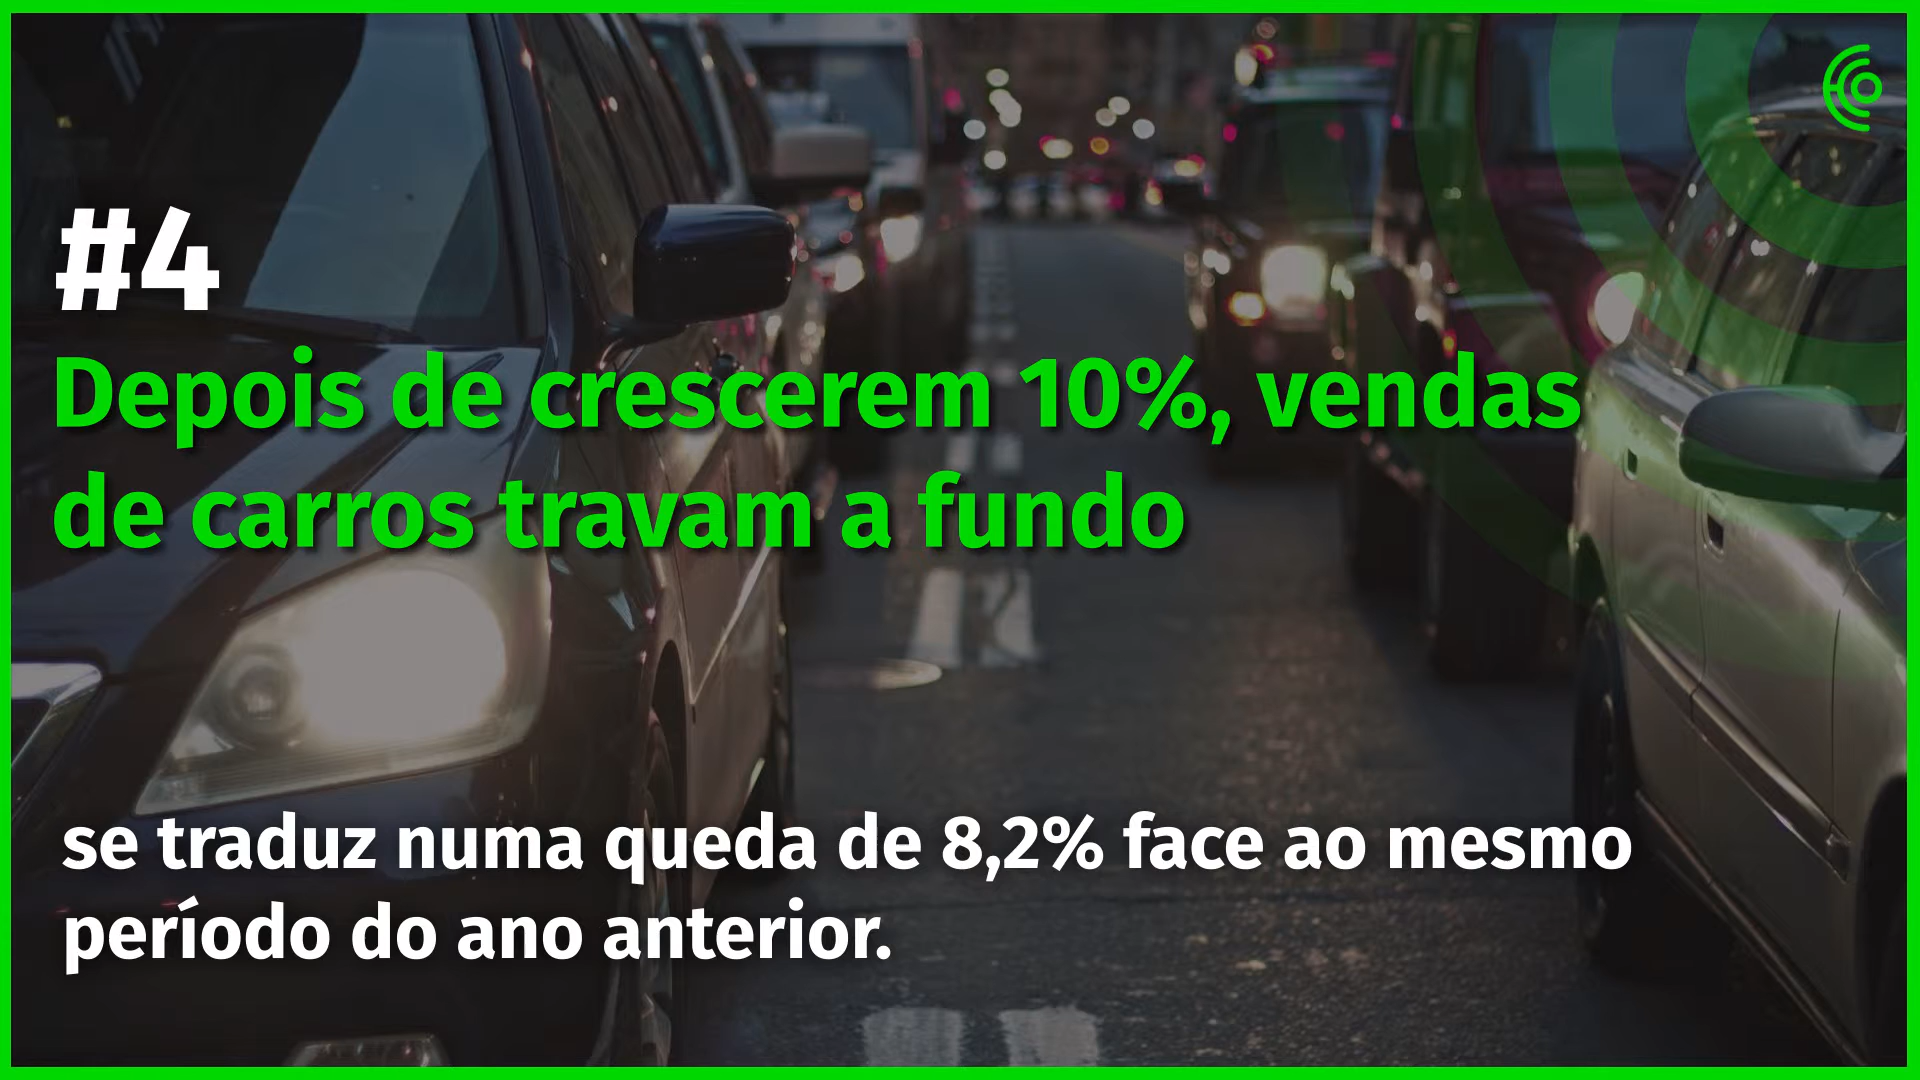 #4
Depois de crescerem 10%, vendas
de carros travam a fundo
se traduz numa queda de 8,2% face ao mesmo
período do ano anterior.